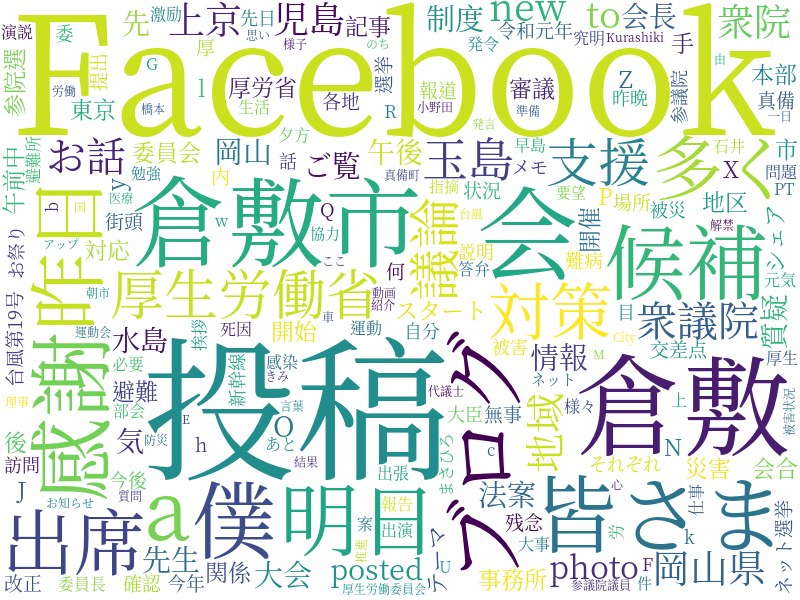 演説
激励
上京
先日
思い
児島
様子
のち
記事
制度
発令
new
令和元年
究明
to
会長
Kurashiki
手
衆院
先
委
厚
G
l
厚労省
各地
選挙
R
報道
小野田
審議
準備
Z
昨晩
参議院
本部
真備
由
一日
参院選
提出
労働
東京
橋本
生活
Facebook
午前中
避難所
お話
委員会
夕方
話
勉強
y
岡山
ご覧
真備町
午後
玉島
指摘
早島
メモ
状況
発言
支援
要望
石井
多く
X
市
問題
PT
P
場所
内
医療
街頭
w
Q
協力
ここ
何
議論
台風
説明
答弁
会
開催
難病
被災
地区
解禁
シェア
元気
お祭り
b
国
アップ
対応
昨日
倉敷市
台風第19号
朝市
運動会
水島
挨拶
厚生労働省
死因
開始
車
動画
紹介
運動
スタート
自分
被害
対策
City
候補
目
衆議院
M
交差点
質疑
厚生
感謝
必要
避難
新幹線
感染
きみ
投稿
ブログ
代議士
情報
ネット
大臣
無事
様々
倉敷
上
被害状況
理事
部会
後
訪問
気
E
防災
言葉
h
O
あと
結果
出張
まさひろ
c
地域
N
それぞれ
災害
会合
J
今後
お知らせ
質問
出席
a
僕
明日
案
報告
出演
テーマ
法案
残念
労
心
皆さま
仕事
k
ネット選挙
改正
委員長
確認
先生
今年
関係
大会
推進
厚生労働委員会
posted
U
大事
事務所
photo
参議院議員
F
件
岡山県